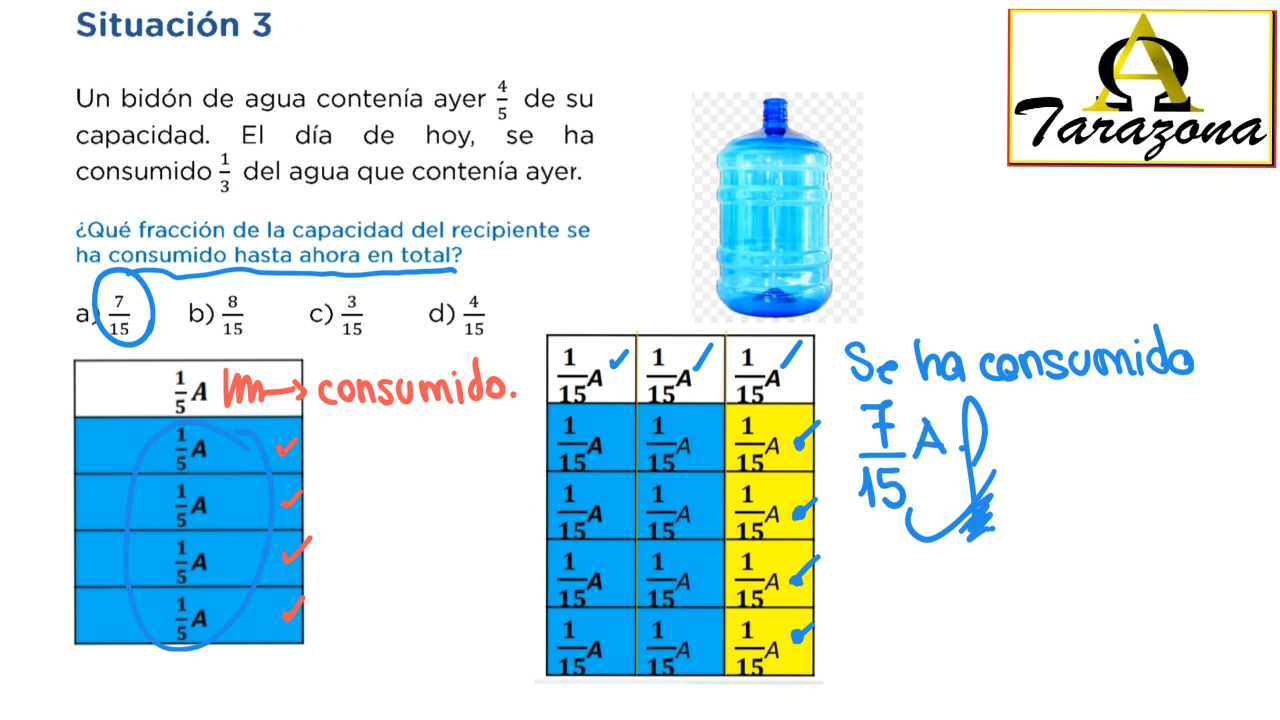 Situación 3
Un bidón de agua contenía ayer 4/5 de su
capacidad. El día de hoy, se ha
consumido 1/3 del agua que contenía ayer.
¿Qué fracción de la capacidad del recipiente se
ha consumido hasta ahora en total?
a) 7/15 b) 8/15 c) 3/15 d) 4/15
1/5 A → consumido.
1/5 A
1/5 A
1/5 A
1/5 A
1/15 A 1/15 A 1/15 A
1/15 A 1/15 A 1/15 A
1/15 A 1/15 A 1/15 A
1/15 A 1/15 A 1/15 A
1/15 A 1/15 A 1/15 A
Se ha consumido
7/15 A
ΑΩ
Tarazona